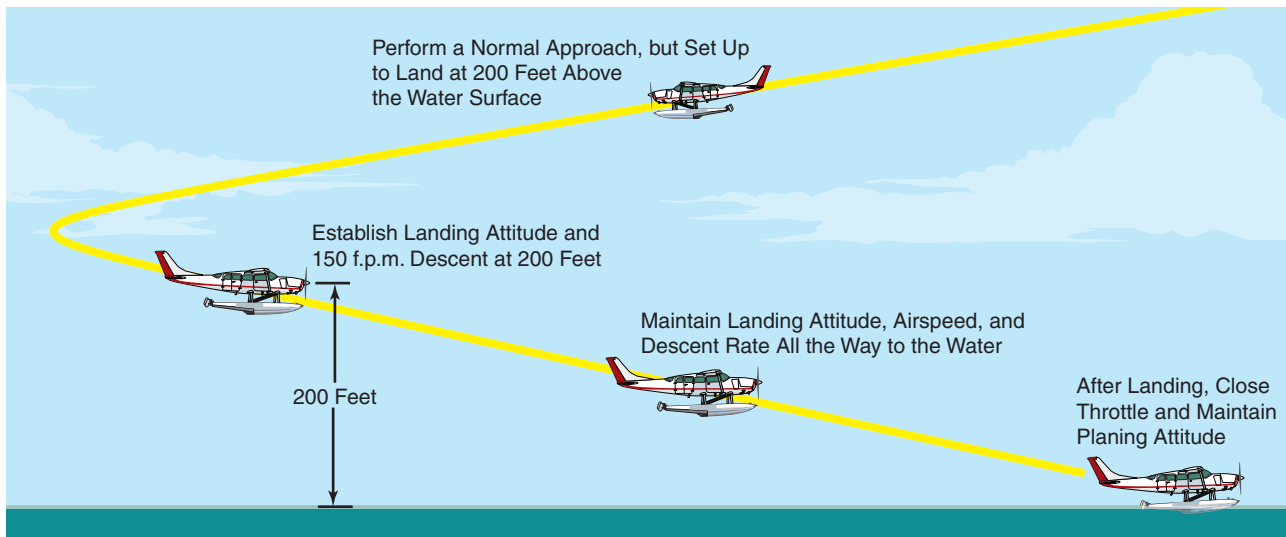 Perform a Normal Approach, but Set Up
to Land at 200 Feet Above
the Water Surface
Establish Landing Attitude and
150 f.p.m. Descent at 200 Feet
Maintain Landing Attitude, Airspeed, and
Descent Rate All the Way to the Water
200 Feet
After Landing, Close
Throttle and Maintain
Planing Attitude